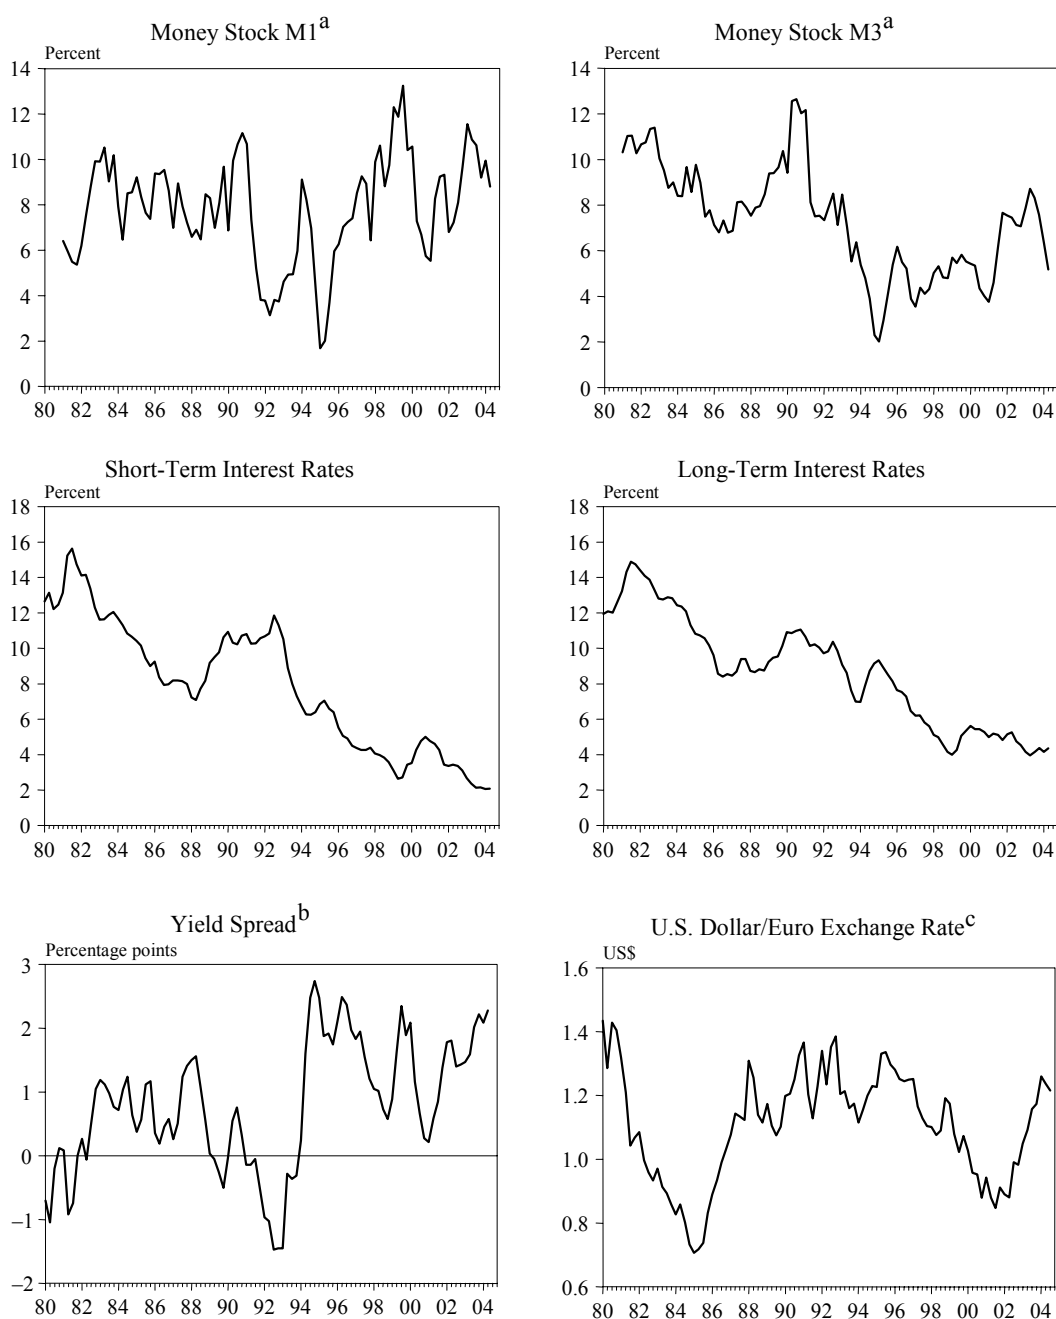 Money Stock M1a
Percent
14
12
10
8
6
4
2
0
80 82 84 86 88 90 92 94 96 98 00 02 04
Money Stock M3a
Percent
14
12
10
8
6
4
2
0
80 82 84 86 88 90 92 94 96 98 00 02 04
Short-Term Interest Rates
Percent
18
16
14
12
10
8
6
4
2
0
80 82 84 86 88 90 92 94 96 98 00 02 04
Long-Term Interest Rates
Percent
18
16
14
12
10
8
6
4
2
0
80 82 84 86 88 90 92 94 96 98 00 02 04
Yield Spreadb
Percentage points
3
2
1
0
–1
–2
80 82 84 86 88 90 92 94 96 98 00 02 04
U.S. Dollar/Euro Exchange Ratec
US$
1.6
1.4
1.2
1.0
0.8
0.6
80 82 84 86 88 90 92 94 96 98 00 02 04